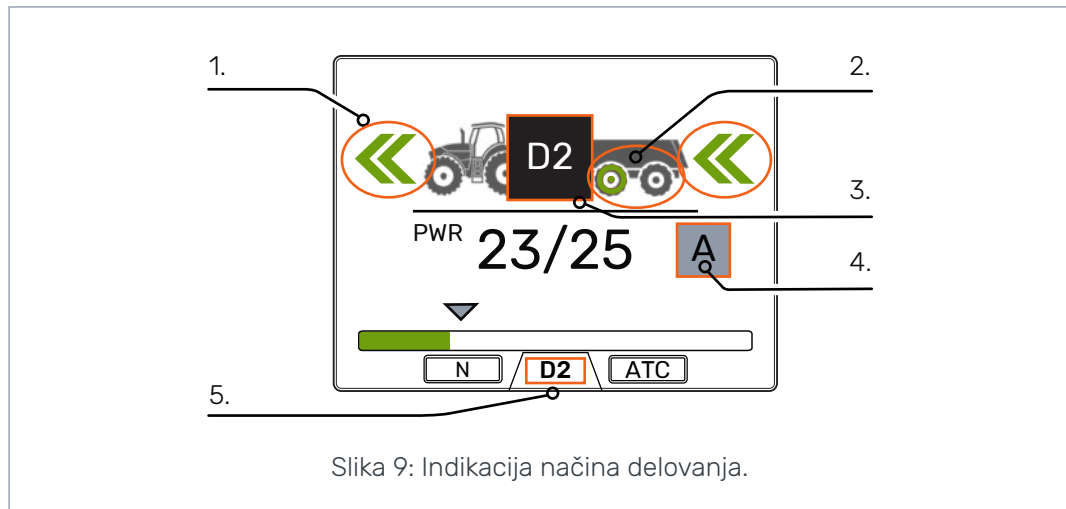 1.
2.
D2
3.
PWR 23/25
A
4.
N D2 ATC
5.
Slika 9: Indikacija načina delovanja.